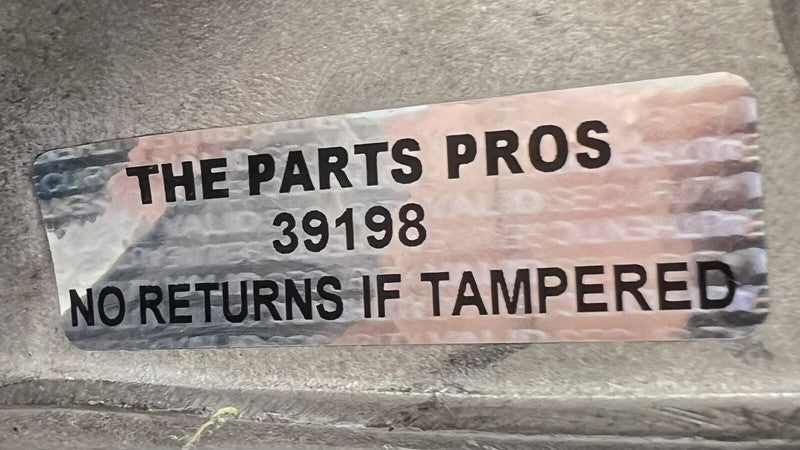 THE PARTS PROS
39198
NO RETURNS IF TAMPERED